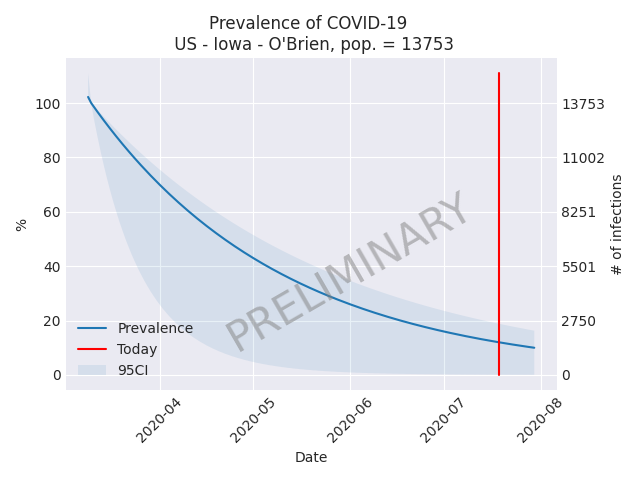 Prevalence of COVID-19
US - Iowa - O'Brien, pop. = 13753
%
100
80
60
40
20
0
13753
11002
8251
5501
2750
0
# of infections
PRELIMINARY
Prevalence
Today
95CI
2020-04
2020-05
2020-06
2020-07
2020-08
Date